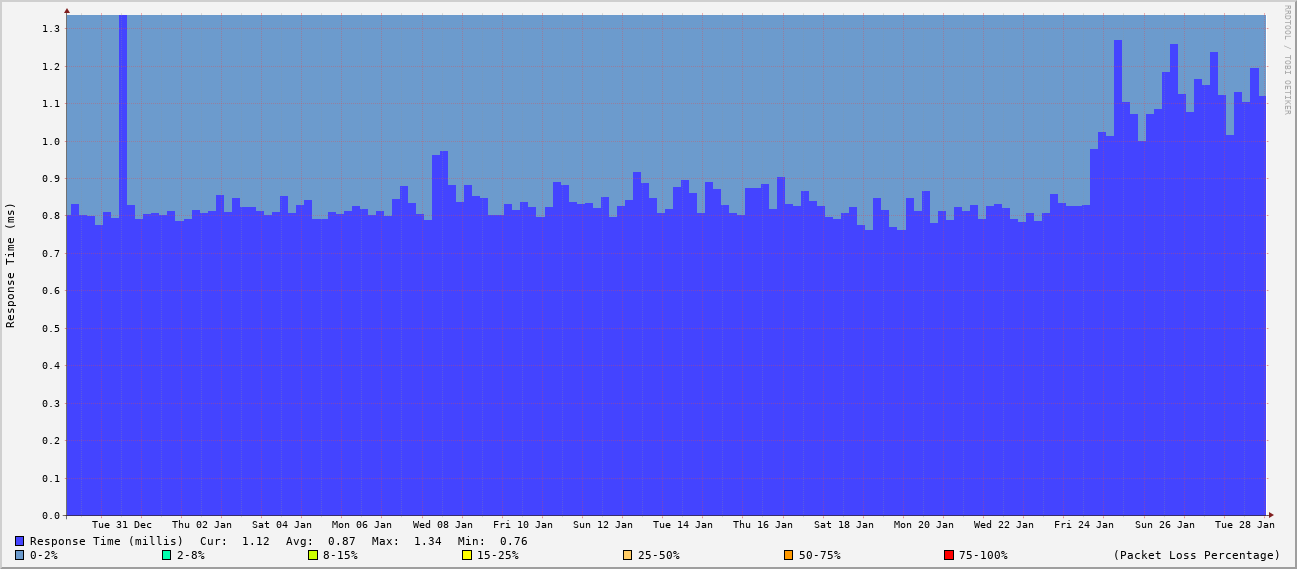 RRDTOOL / TOBI OETIKER
Response Time (ms)
1.3
1.2
1.1
1.0
0.9
0.8
0.7
0.6
0.5
0.4
0.3
0.2
0.1
0.0
Tue 31 Dec Thu 02 Jan Sat 04 Jan Mon 06 Jan Wed 08 Jan Fri 10 Jan Sun 12 Jan Tue 14 Jan Thu 16 Jan Sat 18 Jan Mon 20 Jan Wed 22 Jan Fri 24 Jan Sun 26 Jan Tue 28 Jan
Response Time (millis) Cur: 1.12 Avg: 0.87 Max: 1.34 Min: 0.76
0-2% 2-8% 8-15% 15-25% 25-50% 50-75% 75-100% (Packet Loss Percentage)